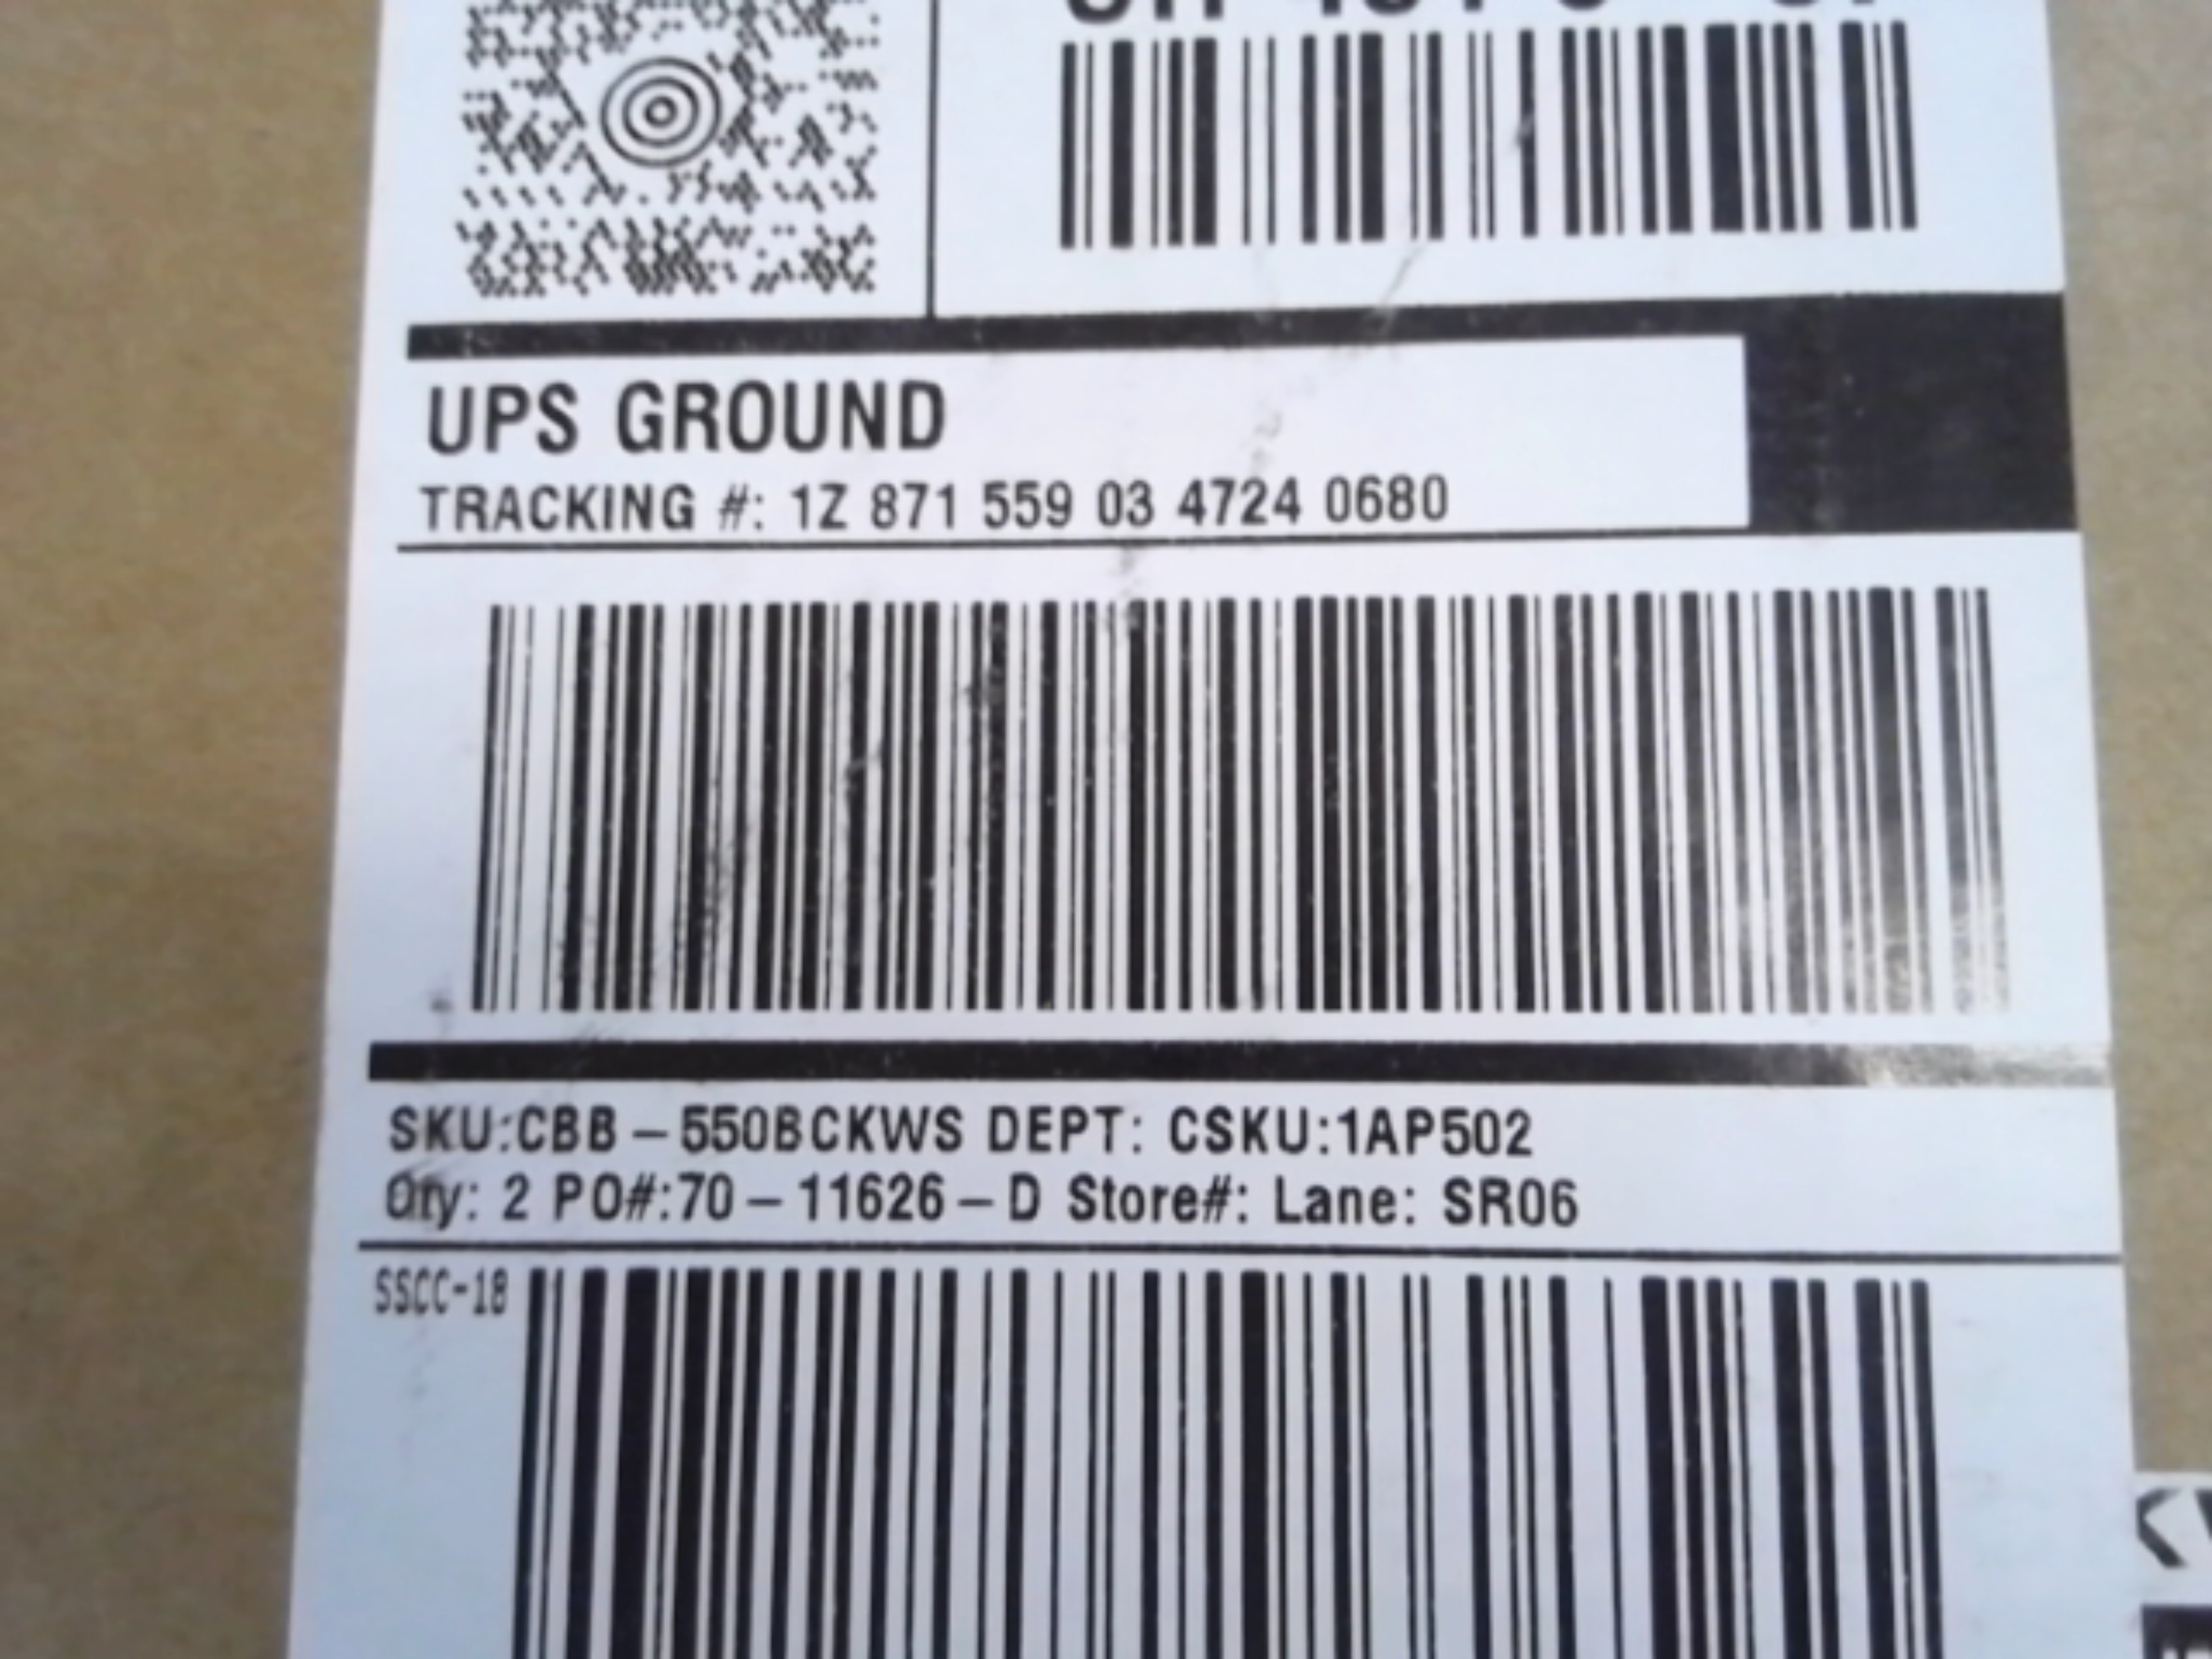 UPS GROUND
TRACKING #: 1Z 871 559 03 4724 0680
SKU:CBB-550BCKWS DEPT: CSKU:1AP502
Qty: 2 PO#:70-11626-D Store#: Lane: SR06
SSCC-18